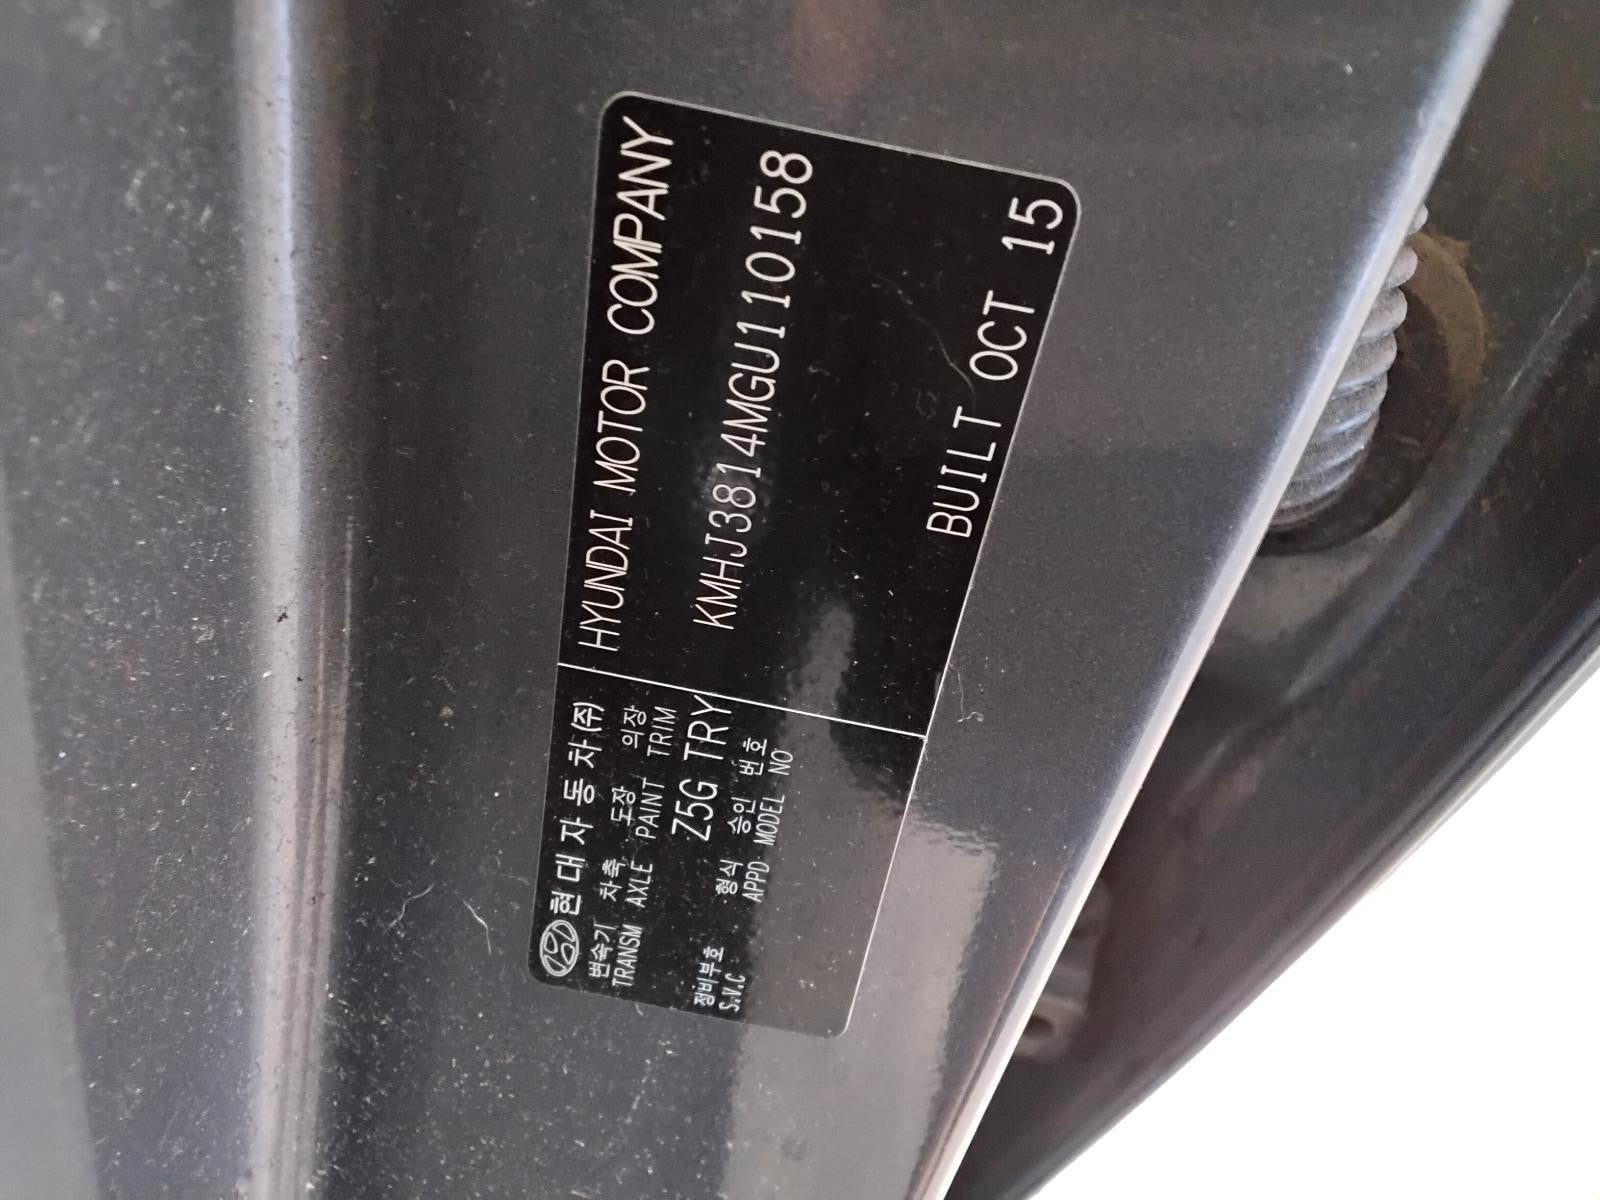 현대자동차(주)
HYUNDAI MOTOR COMPANY
변속기 차축 도장 의장
TRANSM AXLE PAINT TRIM
KMHJ3814MGU110158
Z5G TRY
정비부호 형식 승인 번호
S.V.C APPD MODEL NO
BUILT OCT 15